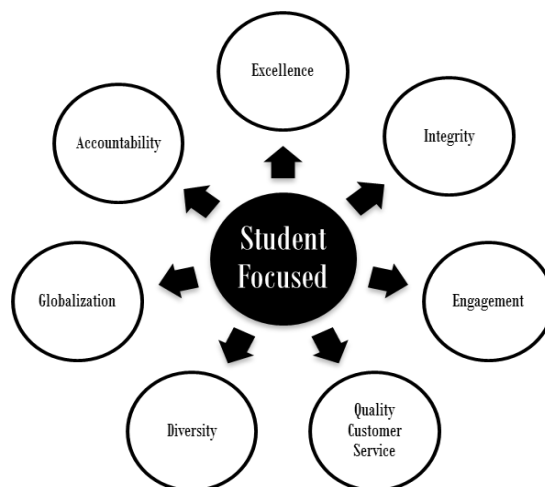 Excellence
Integrity
Accountability
Student
Focused
Globalization
Engagement
Diversity
Quality
Customer
Service